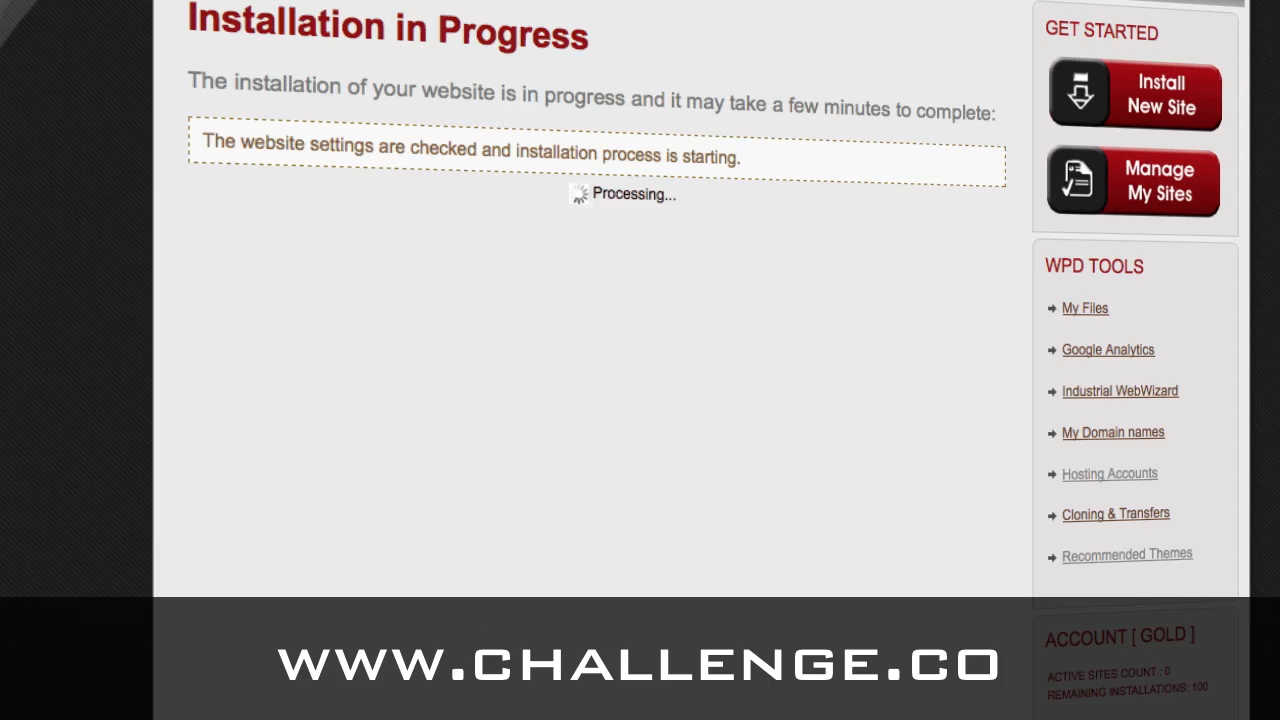 Installation in Progress
The installation of your website is in progress and it may take a few minutes to complete:
The website settings are checked and installation process is starting.
Processing...
GET STARTED
Install
New Site
Manage
My Sites
WPD TOOLS
My Files
Google Analytics
Industrial WebWizard
My Domain names
Hosting Accounts
Cloning & Transfers
Recommended Themes
ACCOUNT [ GOLD ]
ACTIVE SITES COUNT : 0
REMAINING INSTALLATIONS: 100
WWW.CHALLENGE.CO